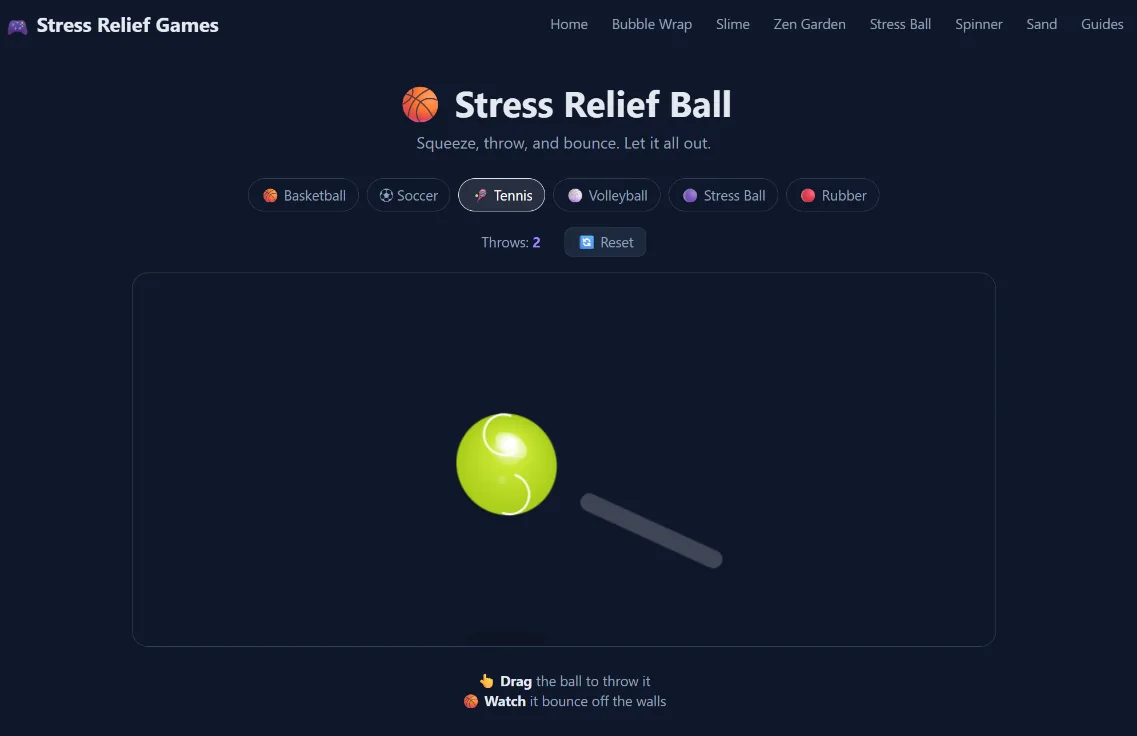 Stress Relief Games
Home Bubble Wrap Slime Zen Garden Stress Ball Spinner Sand Guides
Stress Relief Ball
Squeeze, throw, and bounce. Let it all out.
Basketball Soccer Tennis Volleyball Stress Ball Rubber
Throws: 2 Reset
Drag the ball to throw it
Watch it bounce off the walls